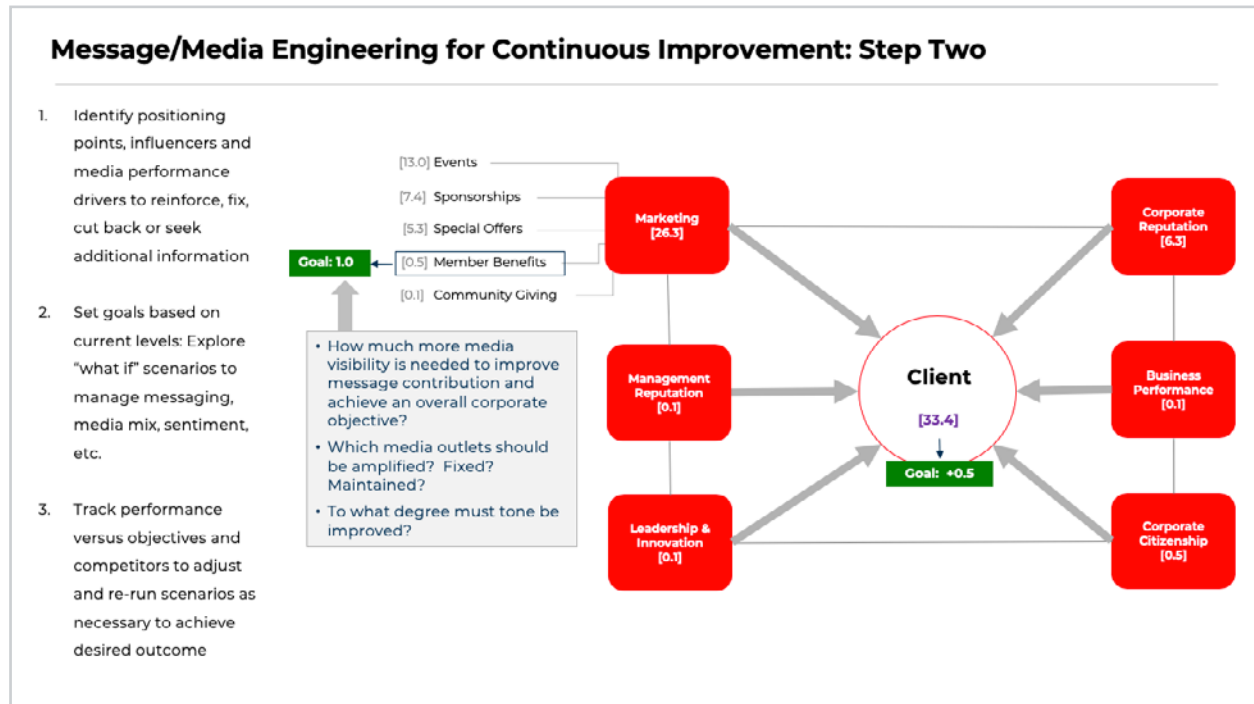 Message/Media Engineering for Continuous Improvement: Step Two
1. Identify positioning
points, influencers and
media performance
drivers to reinforce, fix,
cut back or seek
additional information
2. Set goals based on
current levels: Explore
"what if" scenarios to
manage messaging,
media mix, sentiment,
etc.
3. Track performance
versus objectives and
competitors to adjust
and re-run scenarios as
necessary to achieve
desired outcome
[13.0] Events
[7.4] Sponsorships
[5.3] Special Offers
Goal: 1.0
[0.5] Member Benefits
[0.1] Community Giving
• How much more media
visibility is needed to improve
message contribution and
achieve an overall corporate
objective?
• Which media outlets should
be amplified? Fixed?
Maintained?
• To what degree must tone be
improved?
Marketing
[26.3]
Management
Reputation
[0.1]
Leadership &
Innovation
[0.1]
Client
[33.4]
Goal: +0.5
Corporate
Reputation
[6.3]
Business
Performance
[0.1]
Corporate
Citizenship
[0.5]